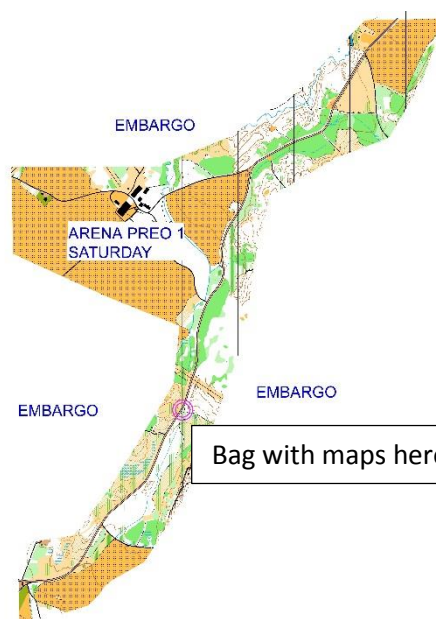 EMBARGO
ARENA PREO 1
SATURDAY
EMBARGO
EMBARGO
Bag with maps here